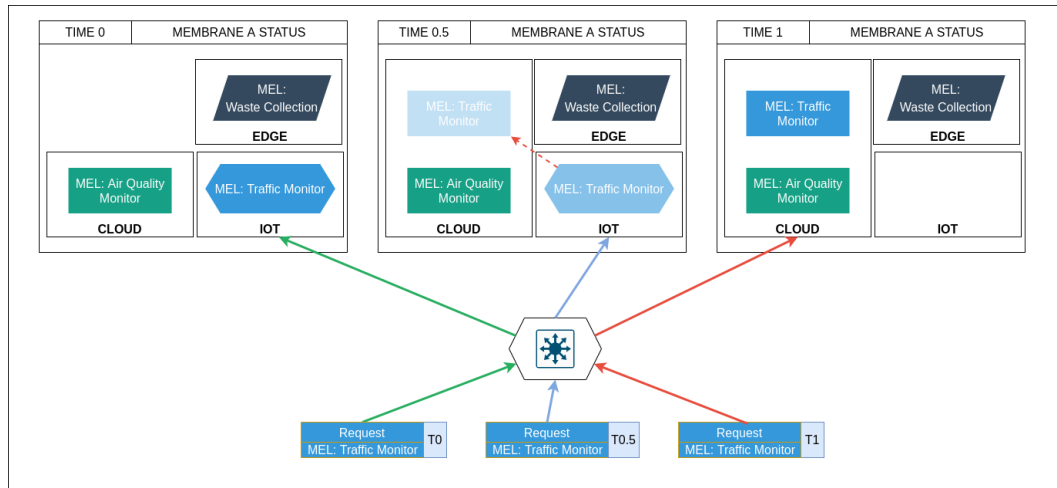 TIME 0
MEMBRANE A STATUS
MEL:
Waste Collection
EDGE
MEL: Air Quality
Monitor
CLOUD
MEL: Traffic Monitor
IOT
TIME 0.5
MEMBRANE A STATUS
MEL: Traffic
Monitor
MEL:
Waste Collection
EDGE
MEL: Air Quality
Monitor
CLOUD
MEL: Traffic Monitor
IOT
TIME 1
MEMBRANE A STATUS
MEL: Traffic
Monitor
MEL:
Waste Collection
EDGE
MEL: Air Quality
Monitor
CLOUD
IOT
Request
MEL: Traffic Monitor
T0
Request
MEL: Traffic Monitor
T0.5
Request
MEL: Traffic Monitor
T1